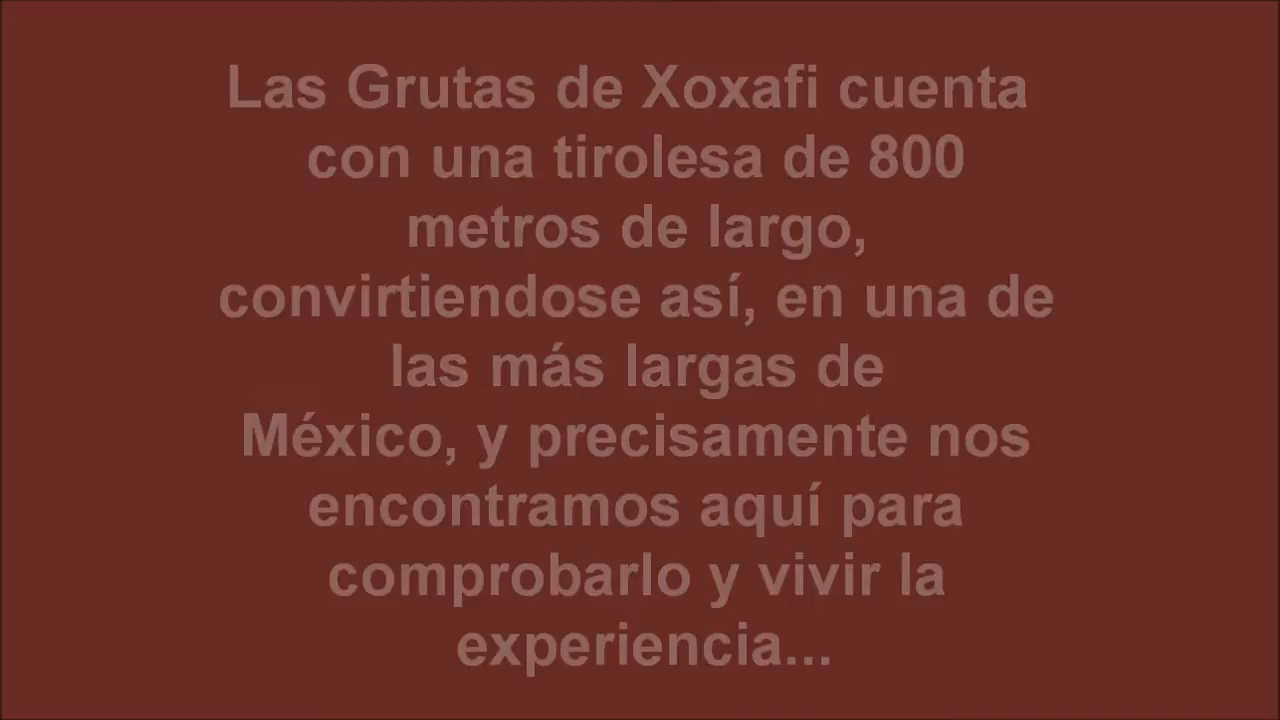 Las Grutas de Xoxafi cuenta
con una tirolesa de 800
metros de largo,
convirtiendose así, en una de
las más largas de
México, y precisamente nos
encontramos aquí para
comprobarlo y vivir la
experiencia...